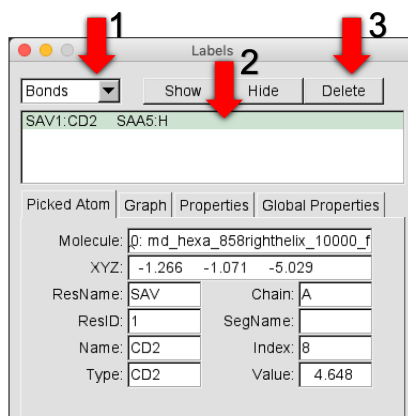 1
3
Labels
2
Bonds Show Hide Delete
SAV1:CD2 SAA5:H
Picked Atom Graph Properties Global Properties
Molecule: 0: md_hexa_858righthelix_10000_f
XYZ: -1.266 -1.071 -5.029
ResName: SAV Chain: A
ResID: 1 SegName:
Name: CD2 Index: 8
Type: CD2 Value: 4.648